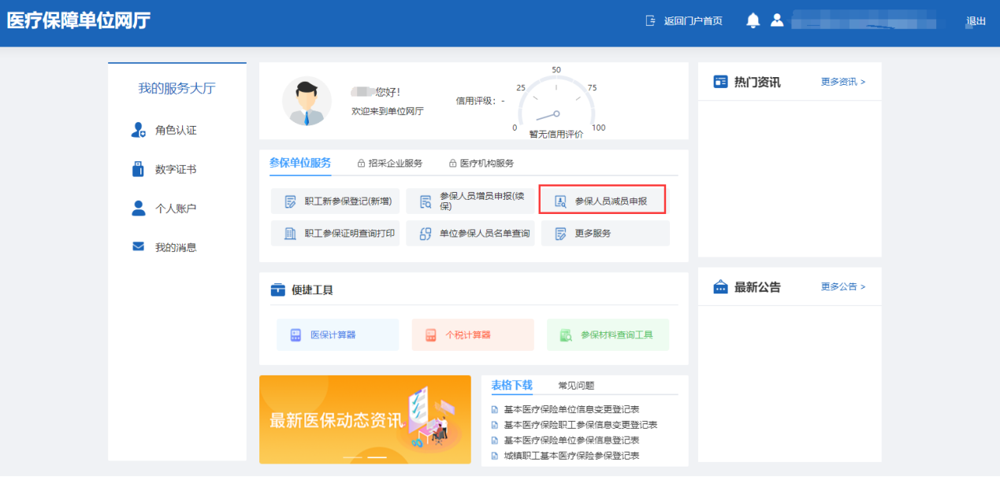 医疗保障单位网厅
返回门户首页
退出
我的服务大厅
角色认证
数字证书
个人账户
我的消息
您好！
欢迎来到单位网厅
信用评级：-
0
25
50
75
100
暂无信用评价
参保单位服务
招采企业服务
医疗机构服务
职工新参保登记(新增)
参保人员增员申报(续
保)
参保人员减员申报
职工参保证明查询打印
单位参保人员名单查询
更多服务
便捷工具
医保计算器
个税计算器
参保材料查询工具
最新医保动态资讯
表格下载
常见问题
基本医疗保险单位信息变更登记表
基本医疗保险职工参保信息变更登记表
基本医疗保险单位参保信息登记表
城镇职工基本医疗保险参保登记表
热门资讯
更多资讯 >
最新公告
更多公告 >